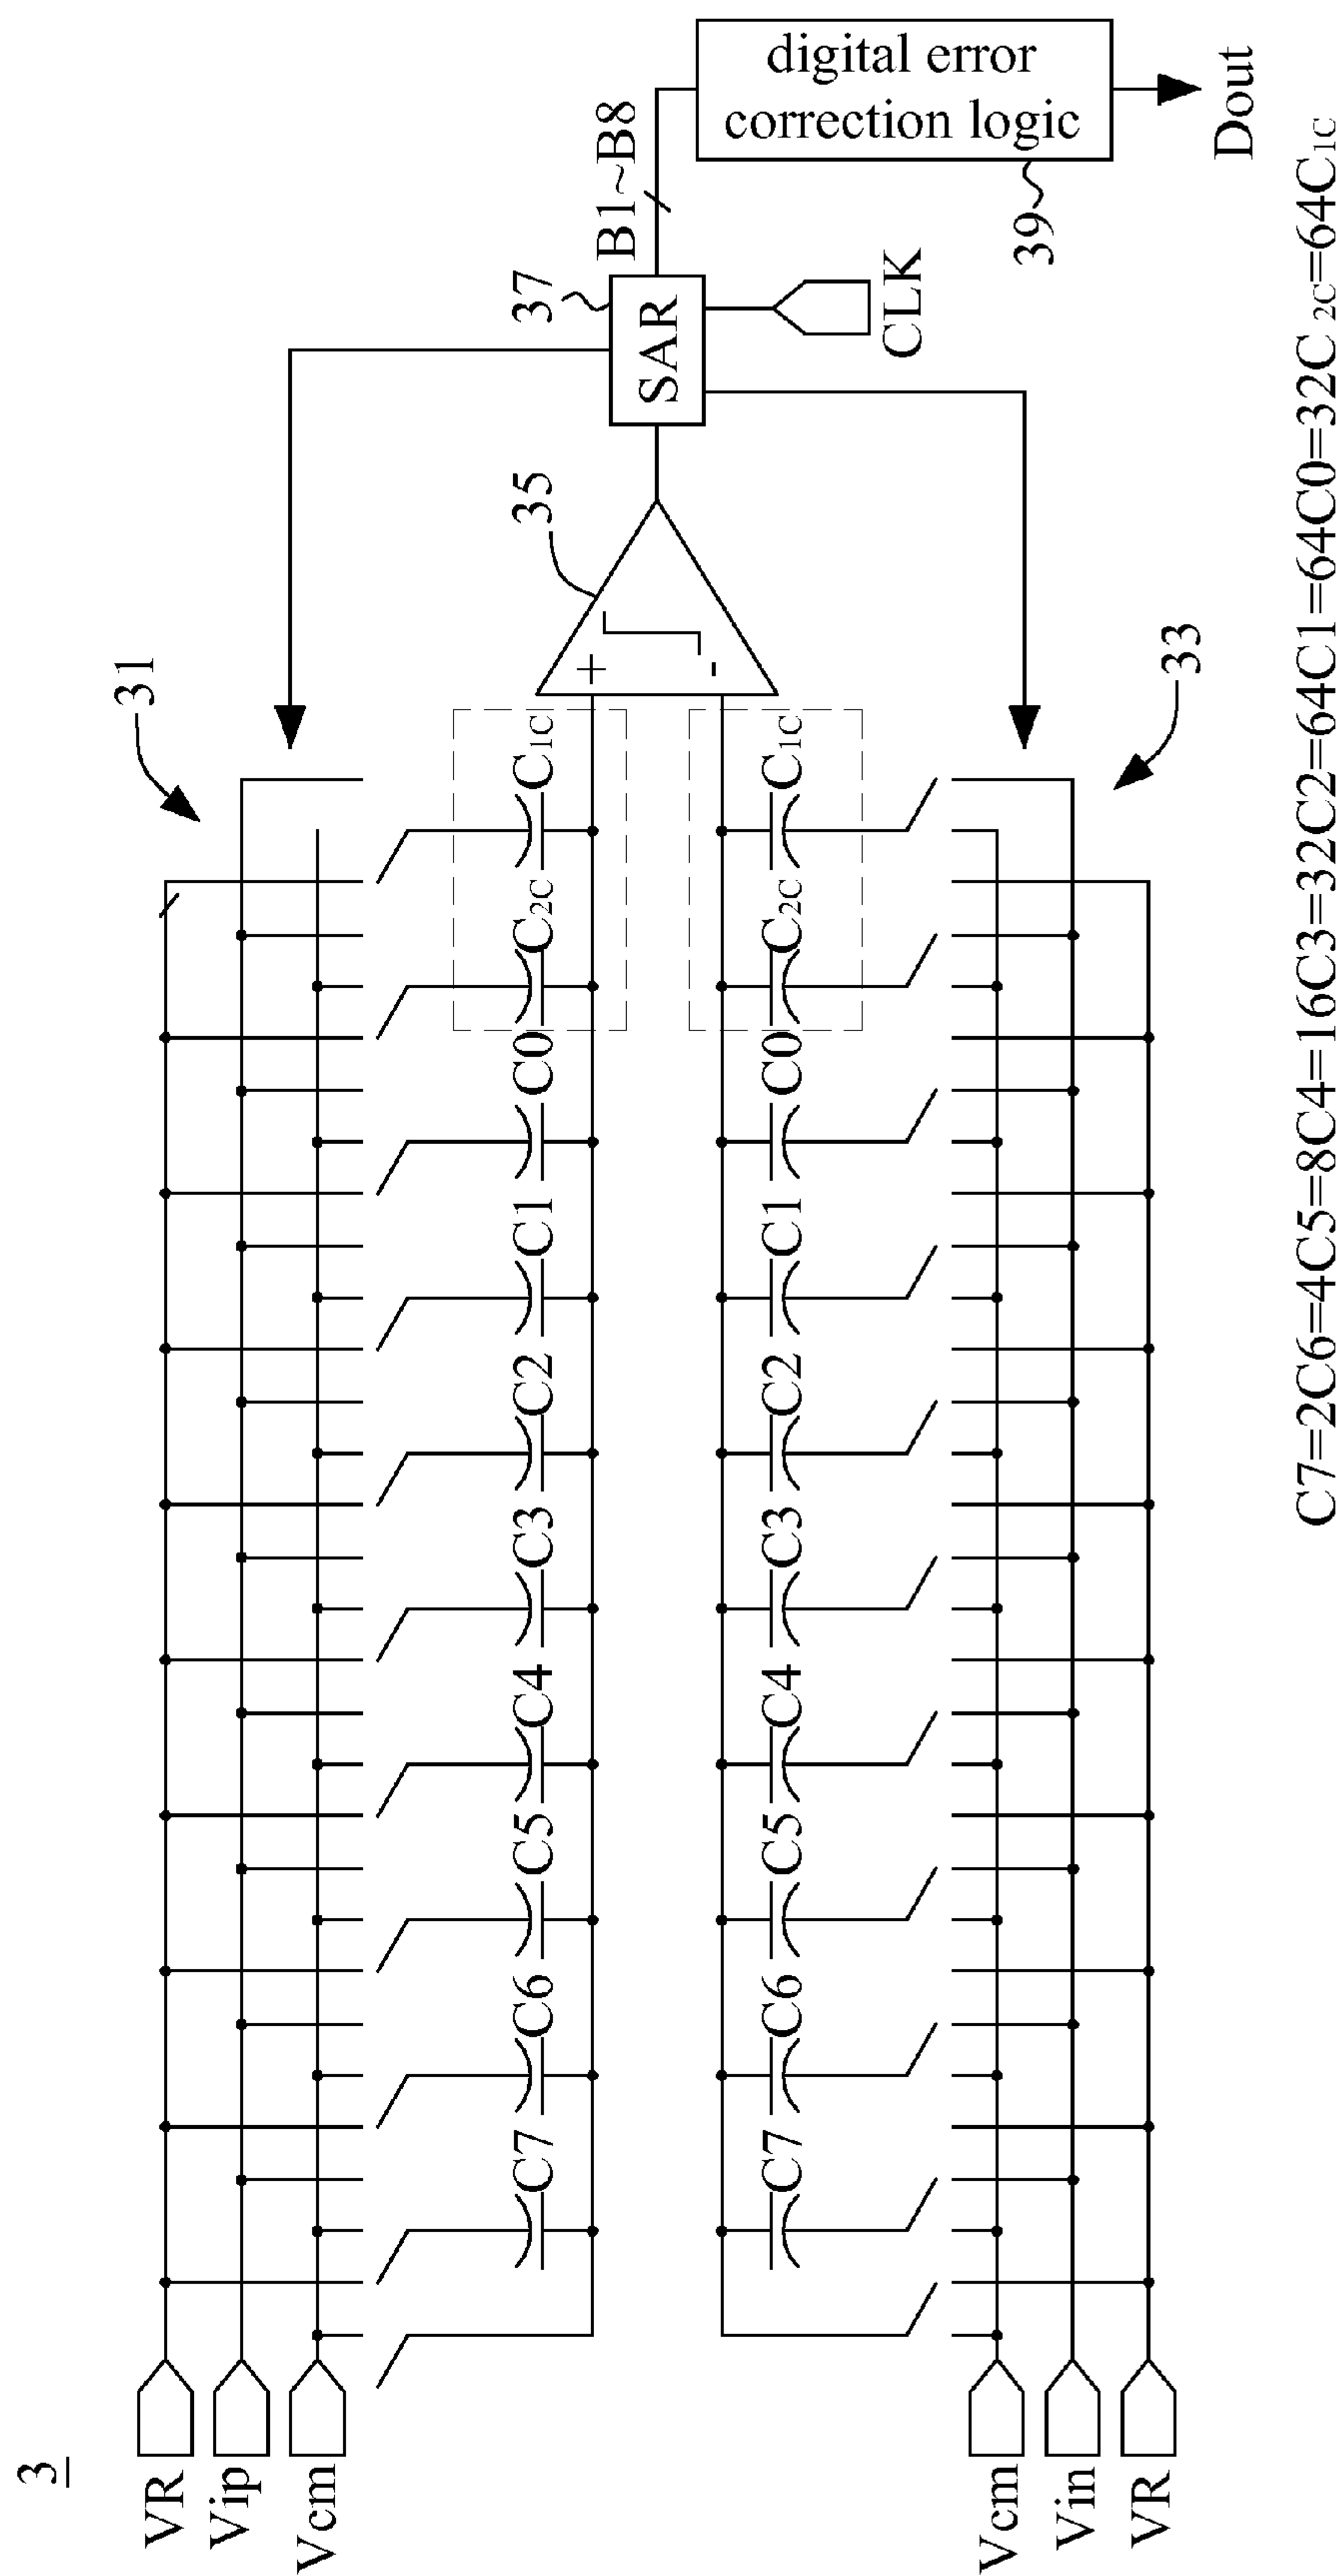 3
VR
Vip
Vcm
31
C7 C6 C5 C4 C3 C2 C1 C0 C2C C1C
+
-
35
C7 C6 C5 C4 C3 C2 C1 C0 C2C C1C
33
Vcm
Vin
VR
SAR
37
CLK
B1~B8
digital error
correction logic
39
Dout
C7=2C6=4C5=8C4=16C3=32C2=64C1=64C0=32C2C=64C1C